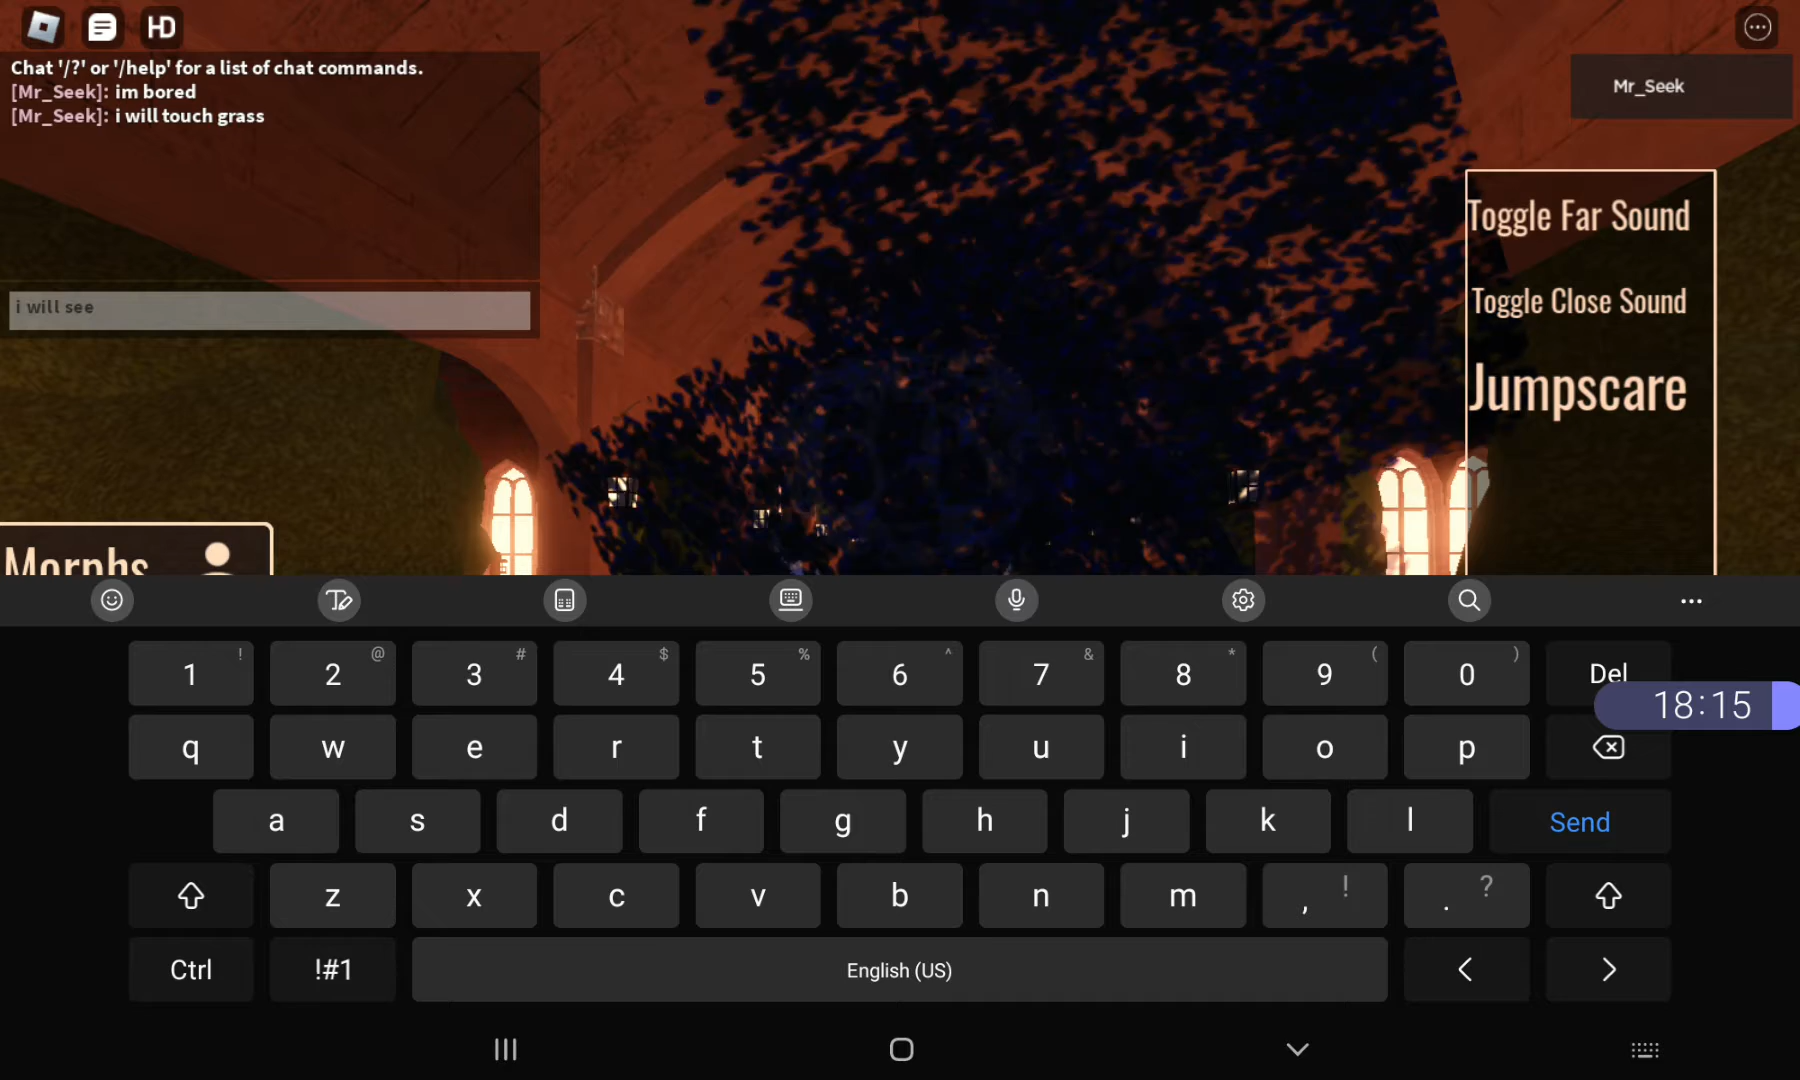 HD
Chat '/?' or '/help' for a list of chat commands.
[Mr_Seek]: im bored
[Mr_Seek]: i will touch grass
i will see
Mr_Seek
Toggle Far Sound
Toggle Close Sound
Jumpscare
Morphs
1 ! 2 @ 3 # 4 $ 5 % 6 ^ 7 & 8 * 9 ( 0 ) Del
18:15
q w e r t y u i o p
a s d f g h j k l Send
z x c v b n m , ! . ?
Ctrl !#1 English (US) < >